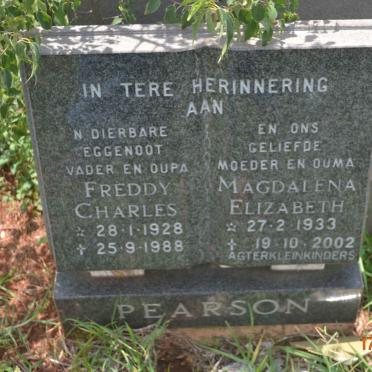 IN TERE HERINNERING
AAN
'N DIERBARE
EGGENOOT
VADER EN OUPA
FREDDY
CHARLES
☆ 28·1·1928
✝ 25·9·1988
EN ONS
GELIEFDE
MOEDER EN OUMA
MAGDALENA
ELIZABETH
☆ 27·2·1933
✝ 19·10·2002
AGTERKLEINKINDERS
PEARSON